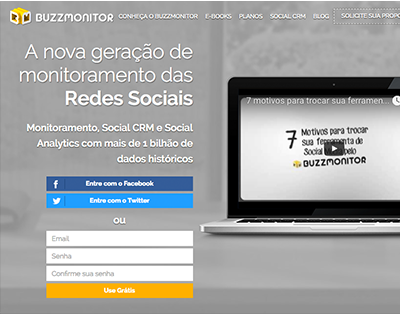 BUZZMONITOR CONHEÇA O BUZZMONITOR E-BOOKS PLANOS SOCIAL CRM BLOG SOLICITE SUA PROPO
A nova geração de
monitoramento das
Redes Sociais
Monitoramento, Social CRM e Social
Analytics com mais de 1 bilhão de
dados históricos
Entre com o Facebook
Entre com o Twitter
ou
Email
Senha
Confirme sua senha
Use Grátis
7 motivos para trocar sua ferramen...
7 Motivos para trocar
sua ferramenta de
Social pelo
BUZZMONITOR